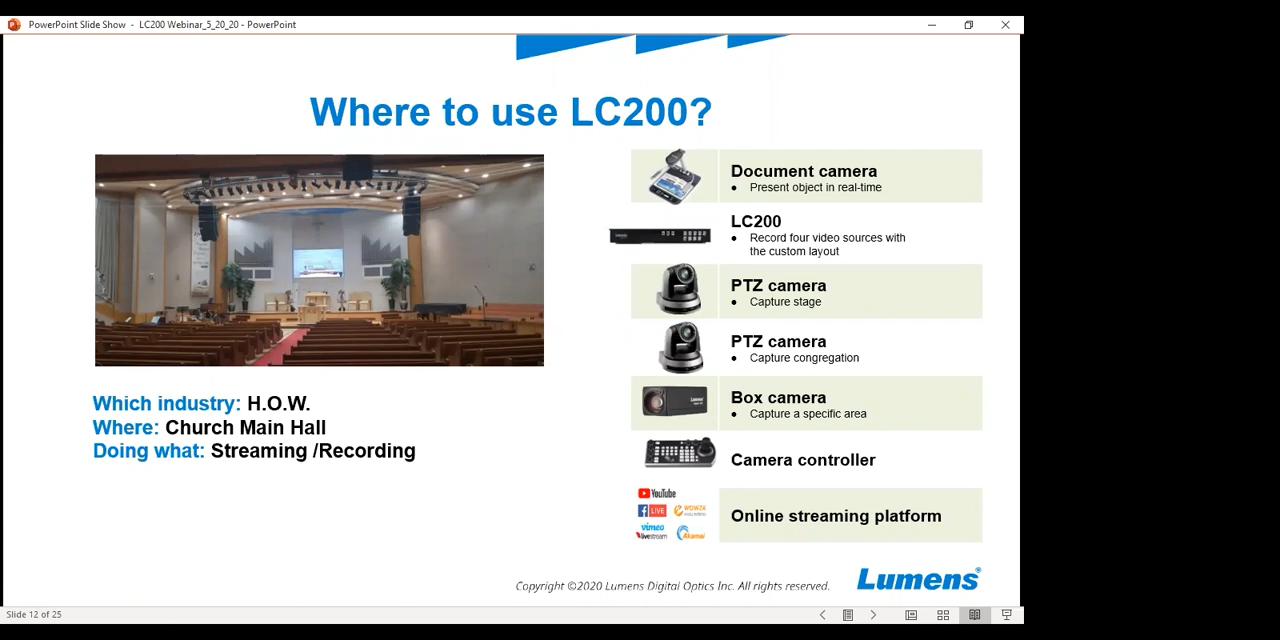 PowerPoint Slide Show - LC200 Webinar_5_20_20 - PowerPoint
Where to use LC200?
Document camera
• Present object in real-time
LC200
• Record four video sources with
the custom layout
PTZ camera
• Capture stage
PTZ camera
• Capture congregation
Lumens
Box camera
• Capture a specific area
Camera controller
YouTube
f LIVE
WOWZA
vimeo
livestream
Akamai
Online streaming platform
Which industry: H.O.W.
Where: Church Main Hall
Doing what: Streaming /Recording
Copyright ©2020 Lumens Digital Optics Inc. All rights reserved.
Lumens®
Slide 12 of 25